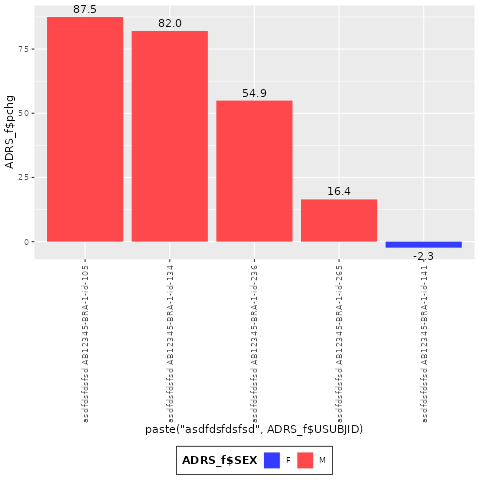 87.5
82.0
54.9
16.4
-2.3
75
50
25
0
ADRS_f$pchg
asdfdsfdsfsd AB12345-BRA-1-id-105
asdfdsfdsfsd AB12345-BRA-1-id-134
asdfdsfdsfsd AB12345-BRA-1-id-236
asdfdsfdsfsd AB12345-BRA-1-id-265
asdfdsfdsfsd AB12345-BRA-1-id-141
paste("asdfdsfdsfsd", ADRS_f$USUBJID)
ADRS_f$SEX F M